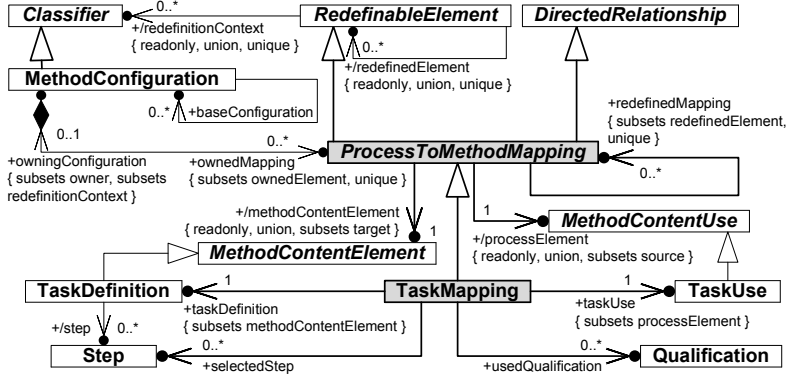 Classifier
0..*
+/redefinitionContext
{ readonly, union, unique }
RedefinableElement
0..*
+/redefinedElement
{ readonly, union, unique }
DirectedRelationship
MethodConfiguration
0..*
+baseConfiguration
0..1
+owningConfiguration
{ subsets owner, subsets
redefinitionContext }
0..*
+ownedMapping
{ subsets ownedElement, unique }
+redefinedMapping
{ subsets redefinedElement,
unique }
0..*
ProcessToMethodMapping
+/methodContentElement
{ readonly, union, subsets target }
1
1
+/processElement
{ readonly, union, subsets source }
MethodContentUse
MethodContentElement
TaskDefinition
1
+taskDefinition
{ subsets methodContentElement }
TaskMapping
1
+taskUse
{ subsets processElement }
TaskUse
+/step
0..*
Step
0..*
+selectedStep
0..*
+usedQualification
Qualification